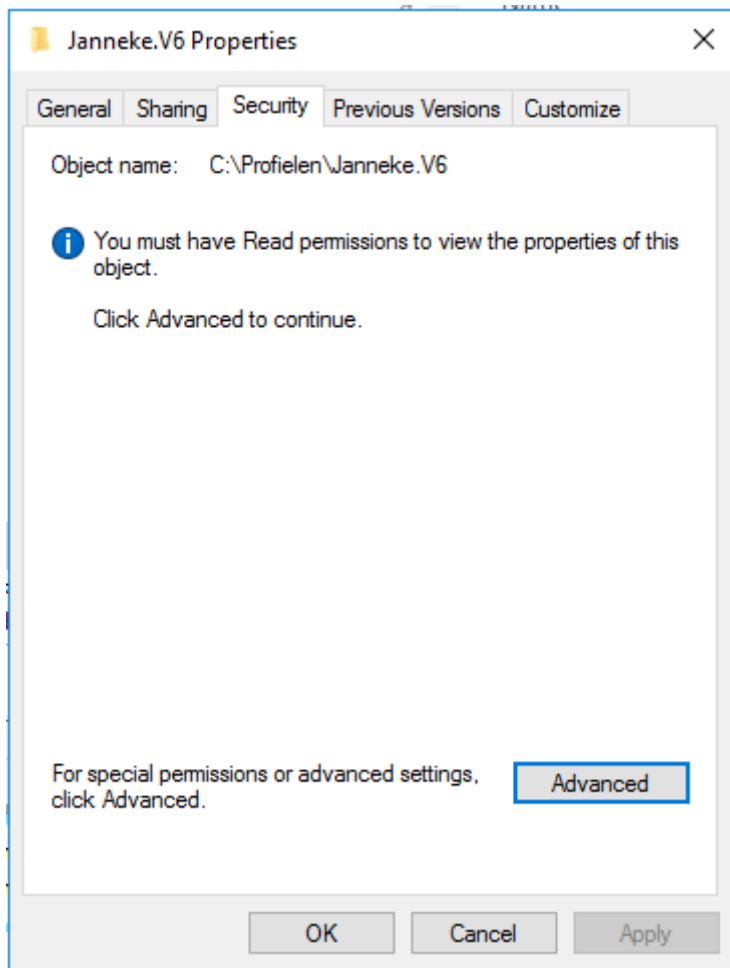 Janneke.V6 Properties
General Sharing Security Previous Versions Customize
Object name: C:\Profielen\Janneke.V6
You must have Read permissions to view the properties of this
object.
Click Advanced to continue.
For special permissions or advanced settings,
click Advanced.
Advanced
OK Cancel Apply